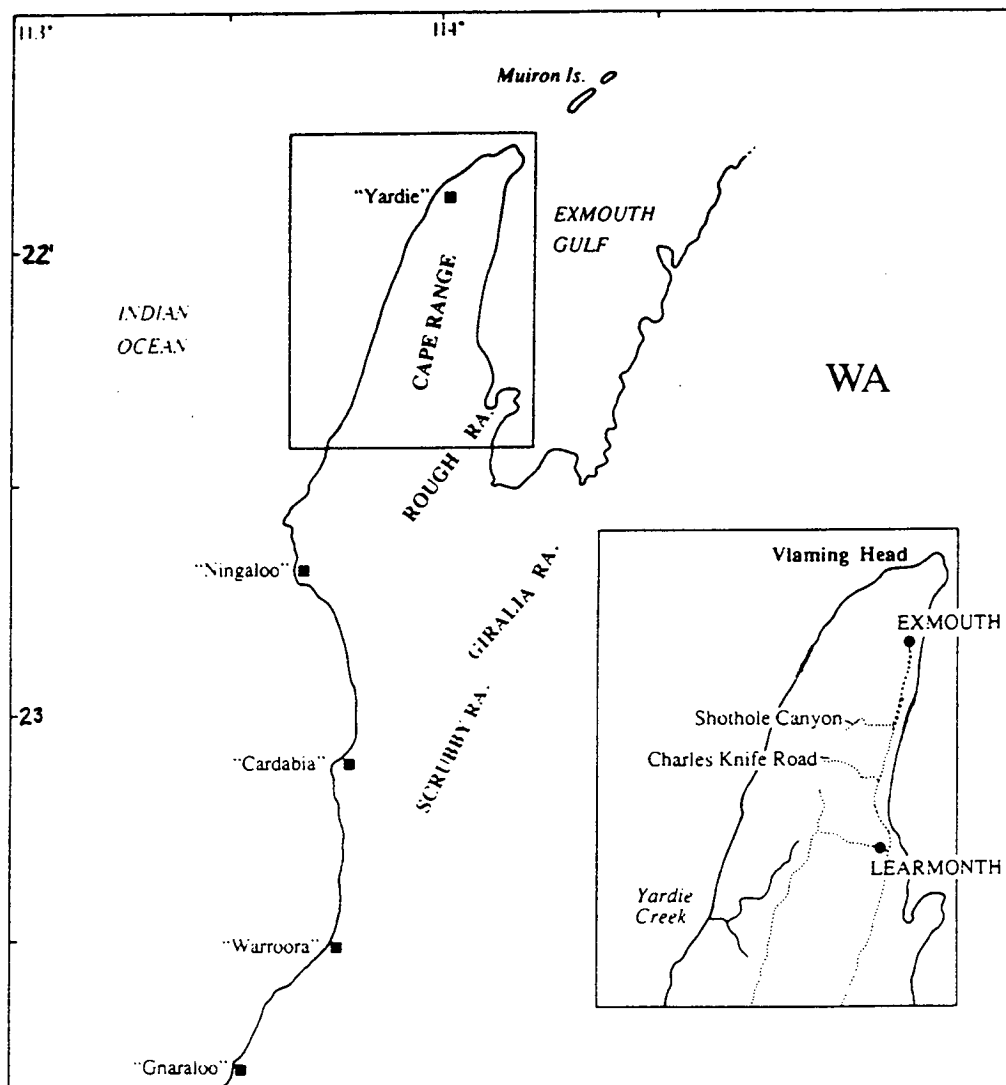 113°
114°
Muiron Is.
"Yardie"
EXMOUTH
GULF
22'
CAPE RANGE
INDIAN
OCEAN
WA
ROUGH RA.
Vlaming Head
"Ningaloo"
GIRALIA RA.
EXMOUTH
23
Shothole Canyon
SCRUBBY RA.
"Cardabia"
Charles Knife Road
LEARMONTH
Yardie
Creek
"Warroora"
"Gnaraloo"